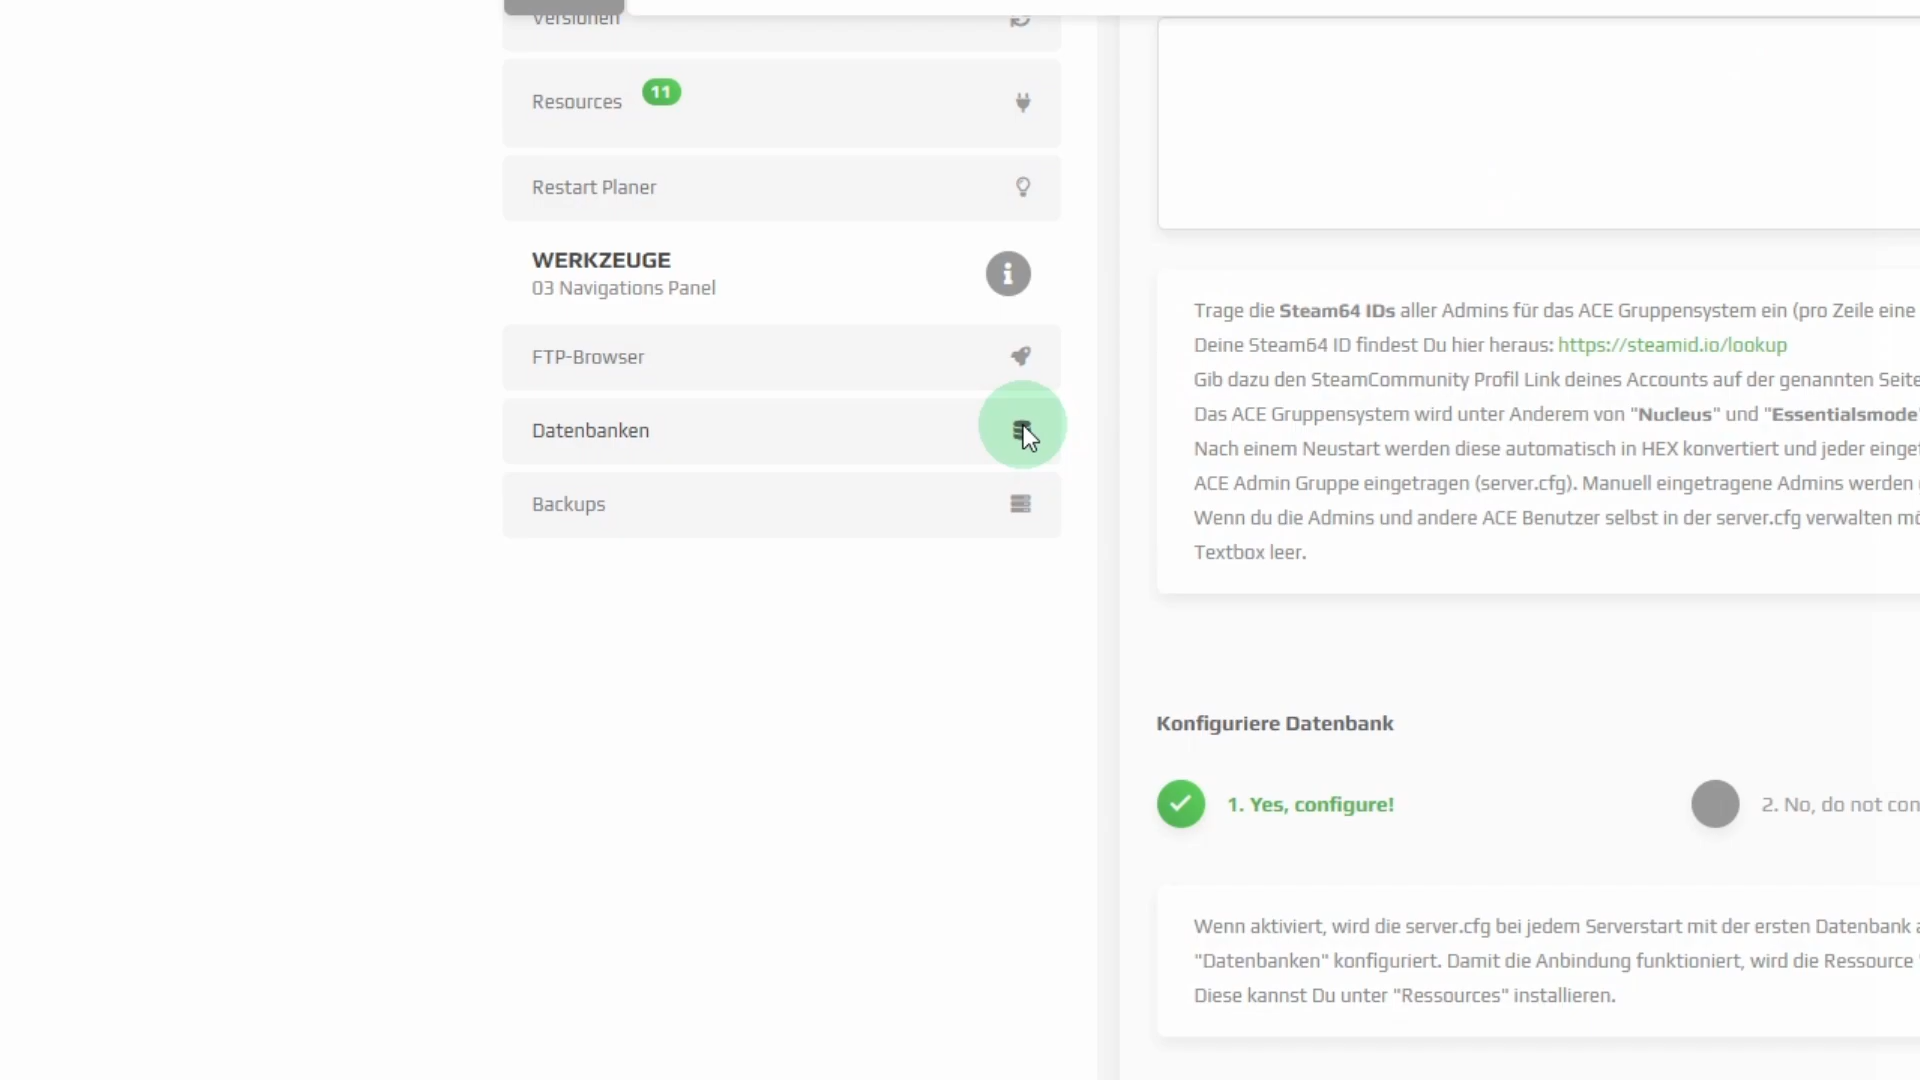 Versionen
Resources 11
Restart Planer
WERKZEUGE
03 Navigations Panel
FTP-Browser
Datenbanken
Backups
Trage die Steam64 IDs aller Admins für das ACE Gruppensystem ein (pro Zeile eine
Deine Steam64 ID findest Du hier heraus: https://steamid.io/lookup
Gib dazu den SteamCommunity Profil Link deines Accounts auf der genannten Seite
Das ACE Gruppensystem wird unter Anderem von "Nucleus" und "Essentialsmode"
Nach einem Neustart werden diese automatisch in HEX konvertiert und jeder einge
ACE Admin Gruppe eingetragen (server.cfg). Manuell eingetragene Admins werden
Wenn du die Admins und andere ACE Benutzer selbst in der server.cfg verwalten mö
Textbox leer.
Konfiguriere Datenbank
1. Yes, configure!
2. No, do not con
Wenn aktiviert, wird die server.cfg bei jedem Serverstart mit der ersten Datenbank a
"Datenbanken" konfiguriert. Damit die Anbindung funktioniert, wird die Ressource "
Diese kannst Du unter "Ressources" installieren.